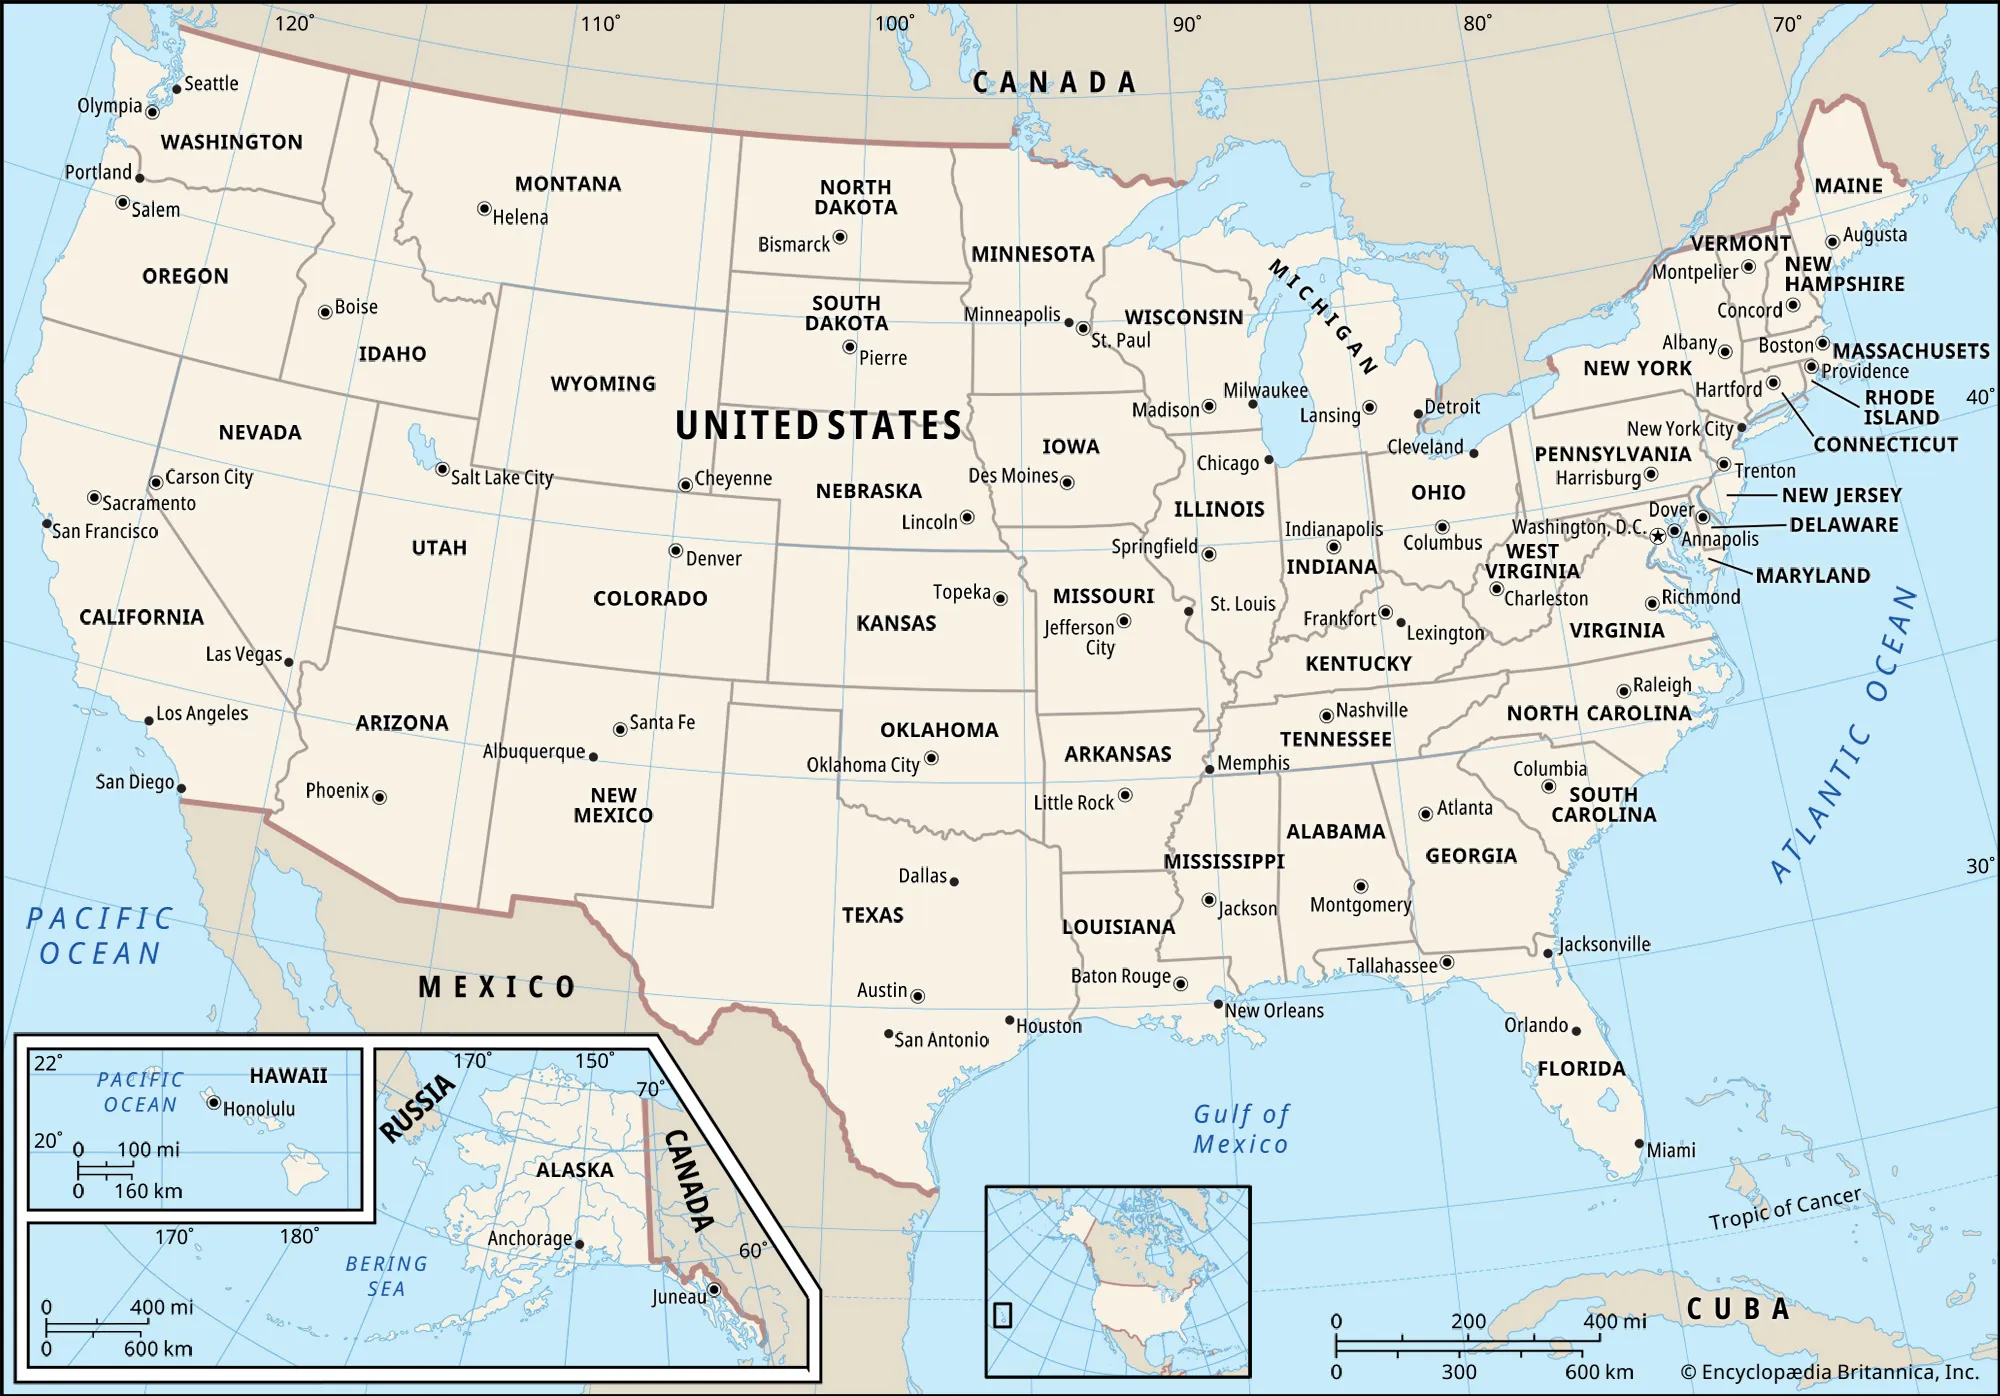 120°
110°
100°
90°
80°
70°
CANADA
Seattle
Olympia
WASHINGTON
Portland
Salem
MONTANA
Helena
NORTH
DAKOTA
Bismarck
MINNESOTA
MAINE
Augusta
VERMONT
Montpelier
NEW
HAMPSHIRE
Concord
OREGON
Boise
IDAHO
SOUTH
DAKOTA
Pierre
Minneapolis
St. Paul
WISCONSIN
MICHIGAN
Albany
Boston
MASSACHUSETS
Providence
NEW YORK
Hartford
RHODE
ISLAND
CONNECTICUT
40°
WYOMING
UNITED STATES
Madison
Milwaukee
Lansing
Detroit
Cleveland
New York City
NEVADA
Carson City
Sacramento
San Francisco
Salt Lake City
Cheyenne
NEBRASKA
Lincoln
IOWA
Des Moines
Chicago
ILLINOIS
OHIO
PENNSYLVANIA
Harrisburg
Trenton
NEW JERSEY
Dover
DELAWARE
Washington, D.C.
Annapolis
MARYLAND
UTAH
Denver
COLORADO
Topeka
KANSAS
Springfield
Indianapolis
INDIANA
Columbus
WEST
VIRGINIA
Charleston
Richmond
VIRGINIA
CALIFORNIA
Las Vegas
MISSOURI
Jefferson
City
St. Louis
Frankfort
Lexington
KENTUCKY
Los Angeles
San Diego
ARIZONA
Phoenix
Santa Fe
Albuquerque
NEW
MEXICO
OKLAHOMA
Oklahoma City
ARKANSAS
Little Rock
Nashville
TENNESSEE
Memphis
Raleigh
NORTH CAROLINA
Columbia
SOUTH
CAROLINA
ATLANTIC OCEAN
Atlanta
GEORGIA
ALABAMA
Montgomery
MISSISSIPPI
Jackson
30°
Dallas
TEXAS
LOUISIANA
Baton Rouge
New Orleans
Tallahassee
Jacksonville
PACIFIC
OCEAN
MEXICO
Austin
San Antonio
Houston
Orlando
FLORIDA
Miami
Gulf of
Mexico
Tropic of Cancer
CUBA
22°
PACIFIC
OCEAN
HAWAII
Honolulu
20°
0 100 mi
0 160 km
170°
150°
70°
RUSSIA
CANADA
ALASKA
Anchorage
Juneau
60°
170°
180°
BERING
SEA
0 400 mi
0 600 km
0 200 400 mi
0 300 600 km
© Encyclopædia Britannica, Inc.